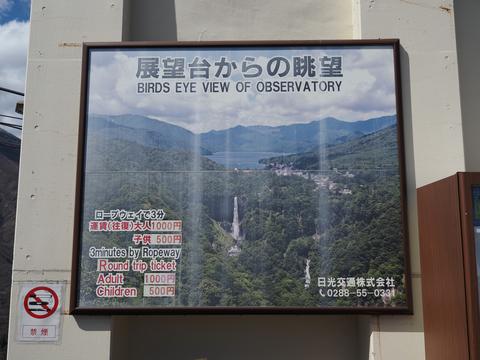 展望台からの眺望
BIRDS EYE VIEW OF OBSERVATORY
ロープウェイで3分
運賃(往復)大人1000円
子供 500円
3minutes by Ropeway
Round trip ticket
Adult 1000円
Children 500円
日光交通株式会社
0288-55-0331
禁煙